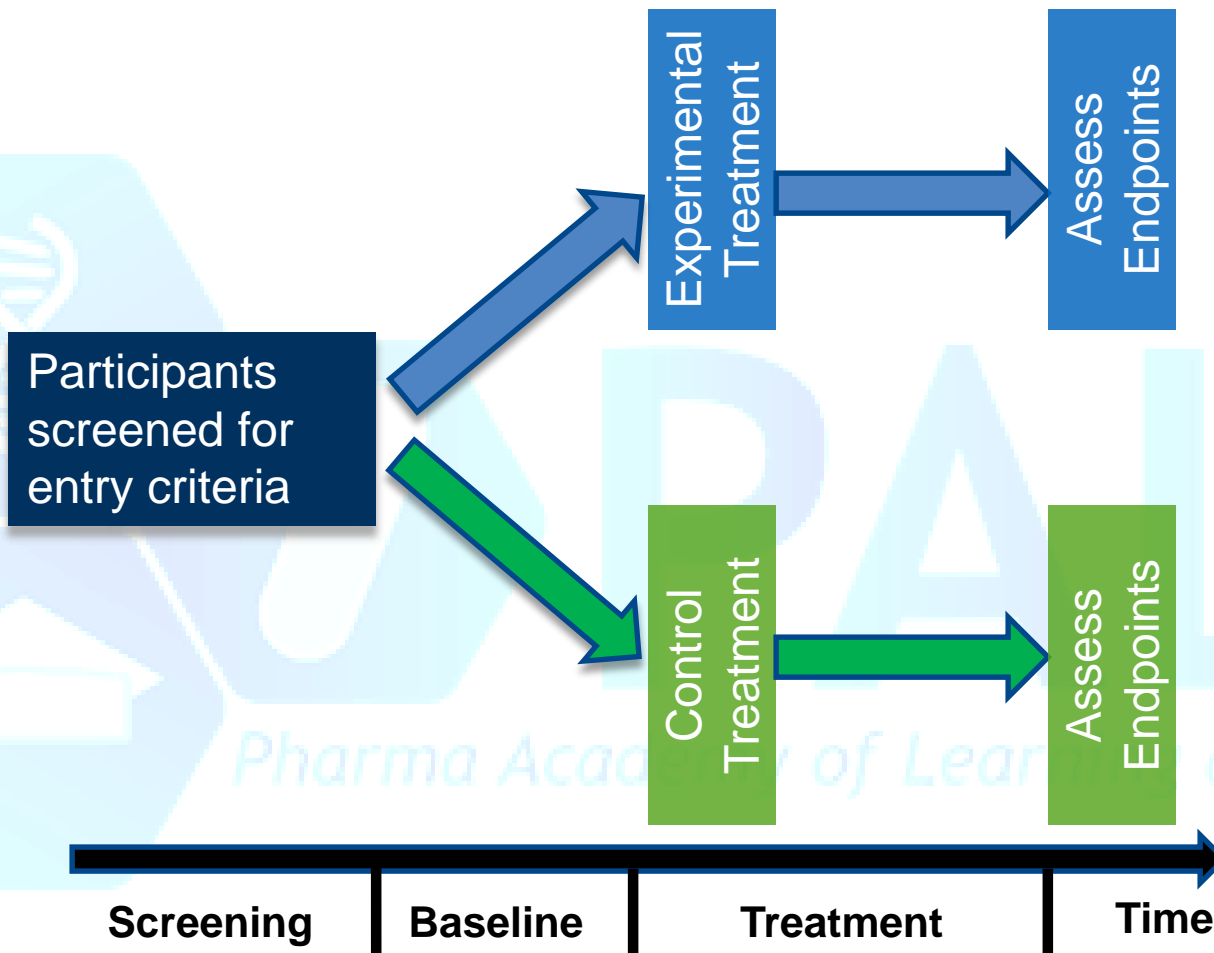 Experimental
Treatment
Assess
Endpoints
Participants
screened for
entry criteria
Control
Treatment
Assess
Endpoints
PAL
Pharma Academy of Learning
Screening
Baseline
Treatment
Time